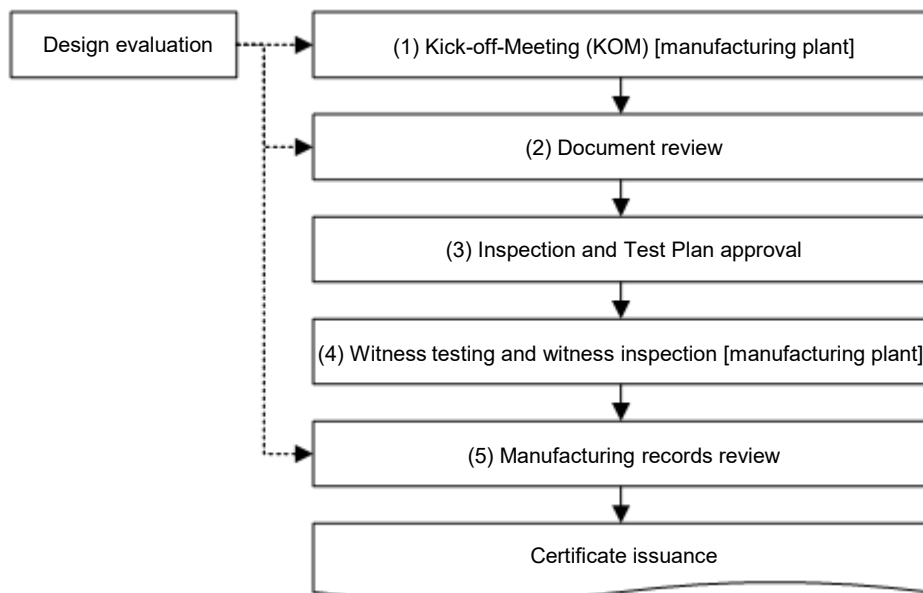 Design evaluation
(1) Kick-off-Meeting (KOM) [manufacturing plant]
(2) Document review
(3) Inspection and Test Plan approval
(4) Witness testing and witness inspection [manufacturing plant]
(5) Manufacturing records review
Certificate issuance